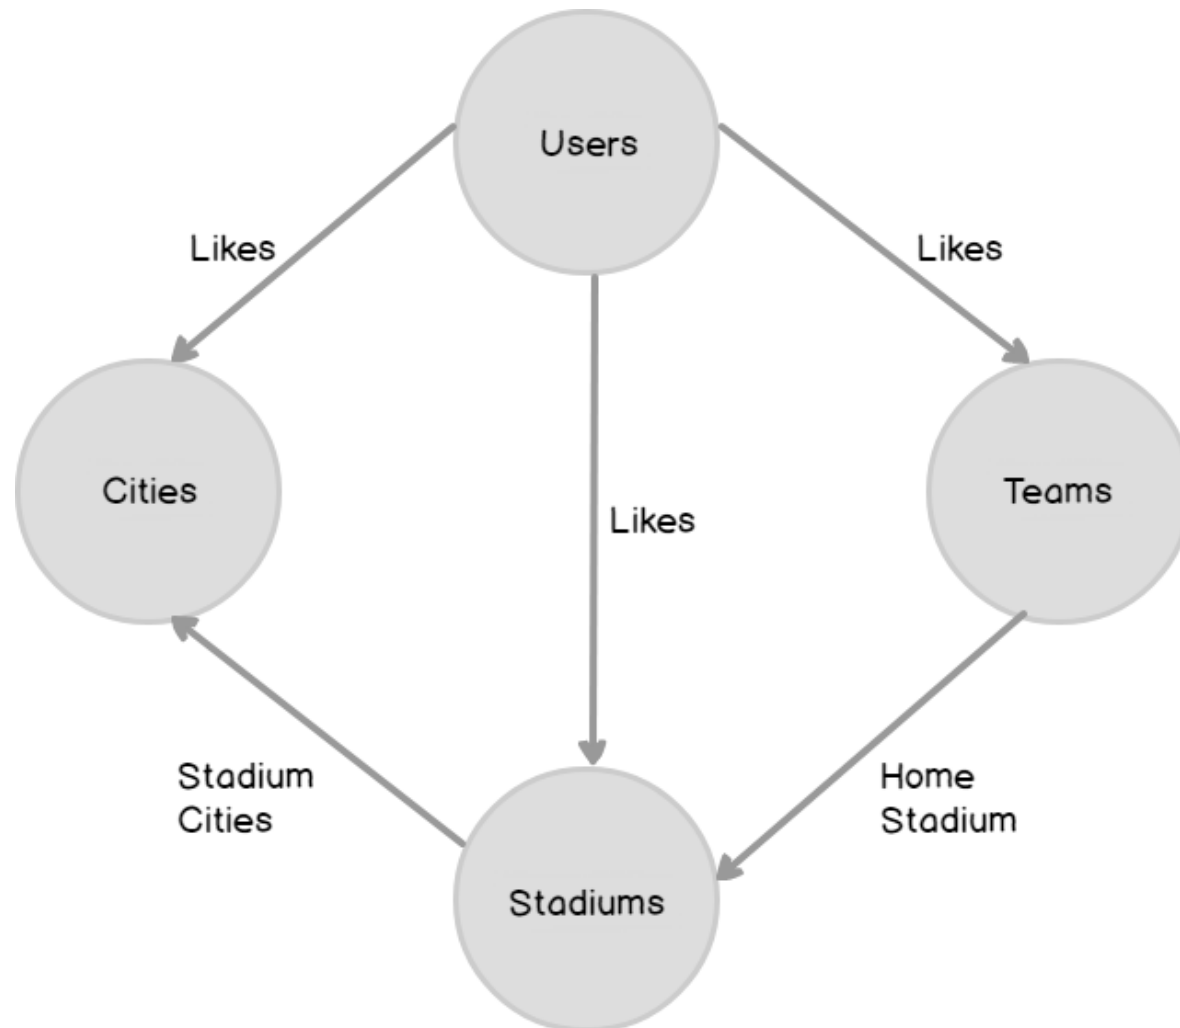 Users
Likes
Likes
Cities
Teams
Likes
Stadium
Cities
Home
Stadium
Stadiums